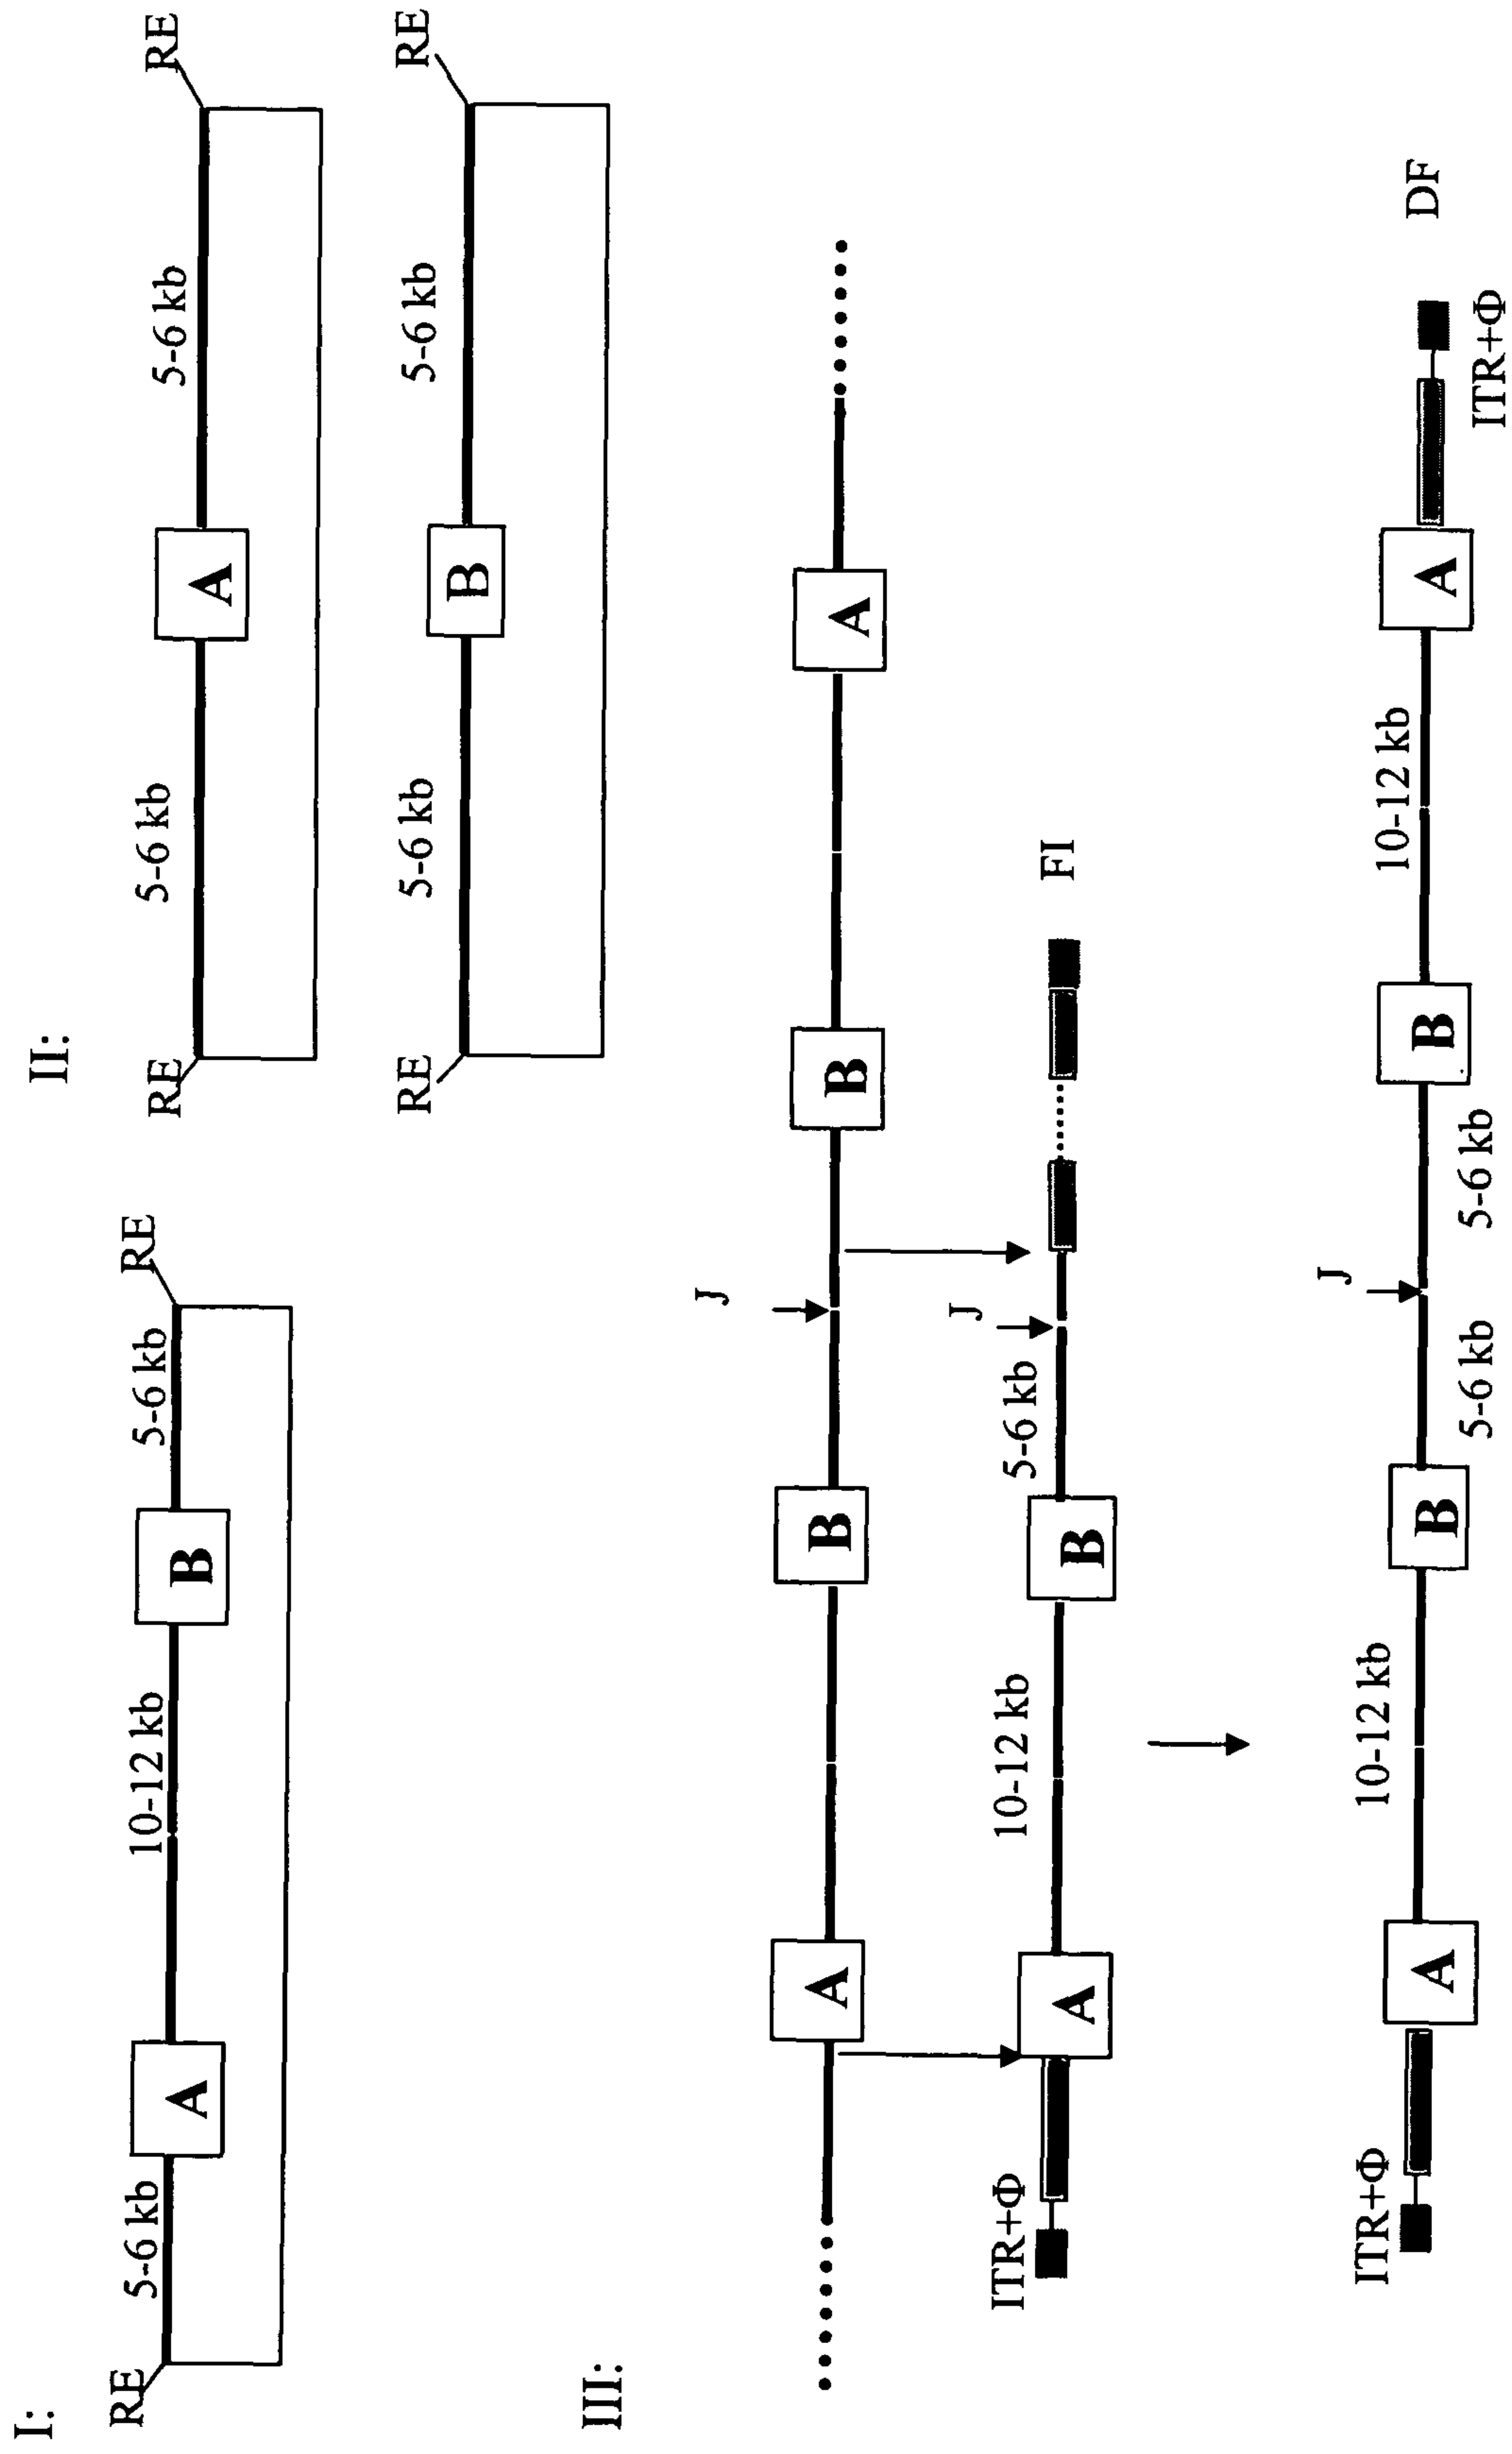 I:
RE
5-6 kb
A
10-12 kb
B
5-6 kb
RE
II:
RE
5-6 kb
A
5-6 kb
RE
RE
5-6 kb
B
5-6 kb
RE
III:
A
B
J
B
A
ITR+Φ
A
10-12 kb
B
5-6 kb
J
FI
ITR+Φ
A
10-12 kb
B
5-6 kb
J
5-6 kb
B
10-12 kb
A
ITR+Φ
DF